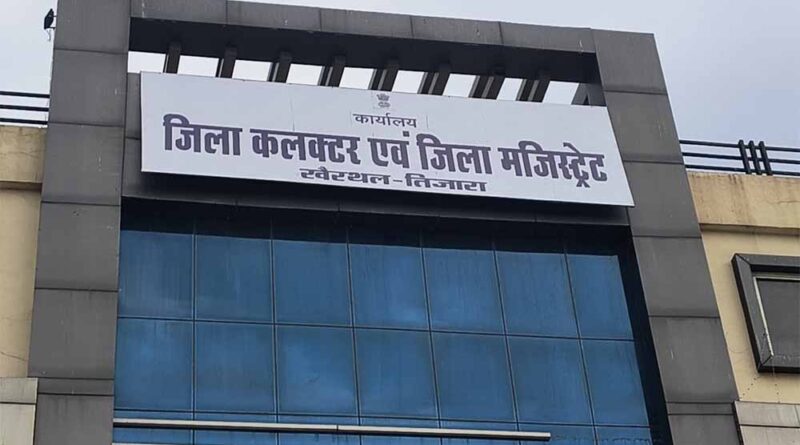 कार्यालय
जिला कलक्टर एवं जिला मजिस्ट्रेट
खैरथल-तिजारा